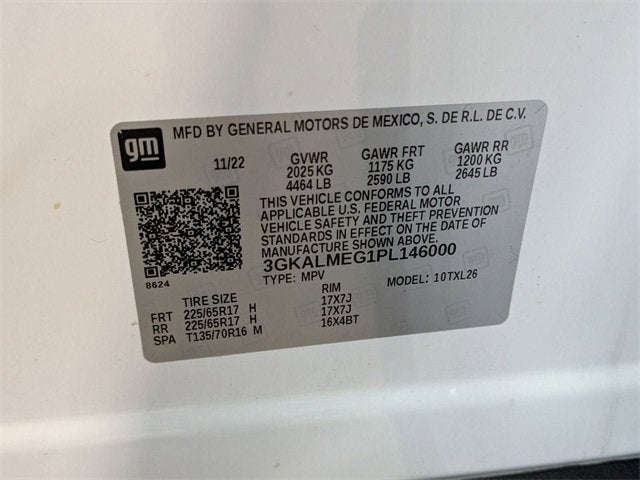 gm
MFD BY GENERAL MOTORS DE MEXICO, S. DE R.L. DE C.V.
11/22 GVWR GAWR FRT GAWR RR
2025 KG 1175 KG 1200 KG
4464 LB 2590 LB 2645 LB
THIS VEHICLE CONFORMS TO ALL
APPLICABLE U.S. FEDERAL MOTOR
VEHICLE SAFETY AND THEFT PREVENTION
STANDARDS IN EFFECT ON THE DATE OF
MANUFACTURE SHOWN ABOVE.
3GKALMEG1PL146000
8624
TYPE: MPV MODEL: 10TXL26
TIRE SIZE RIM
FRT 225/65R17 H 17X7J
RR 225/65R17 H 17X7J
SPA T135/70R16 M 16X4BT